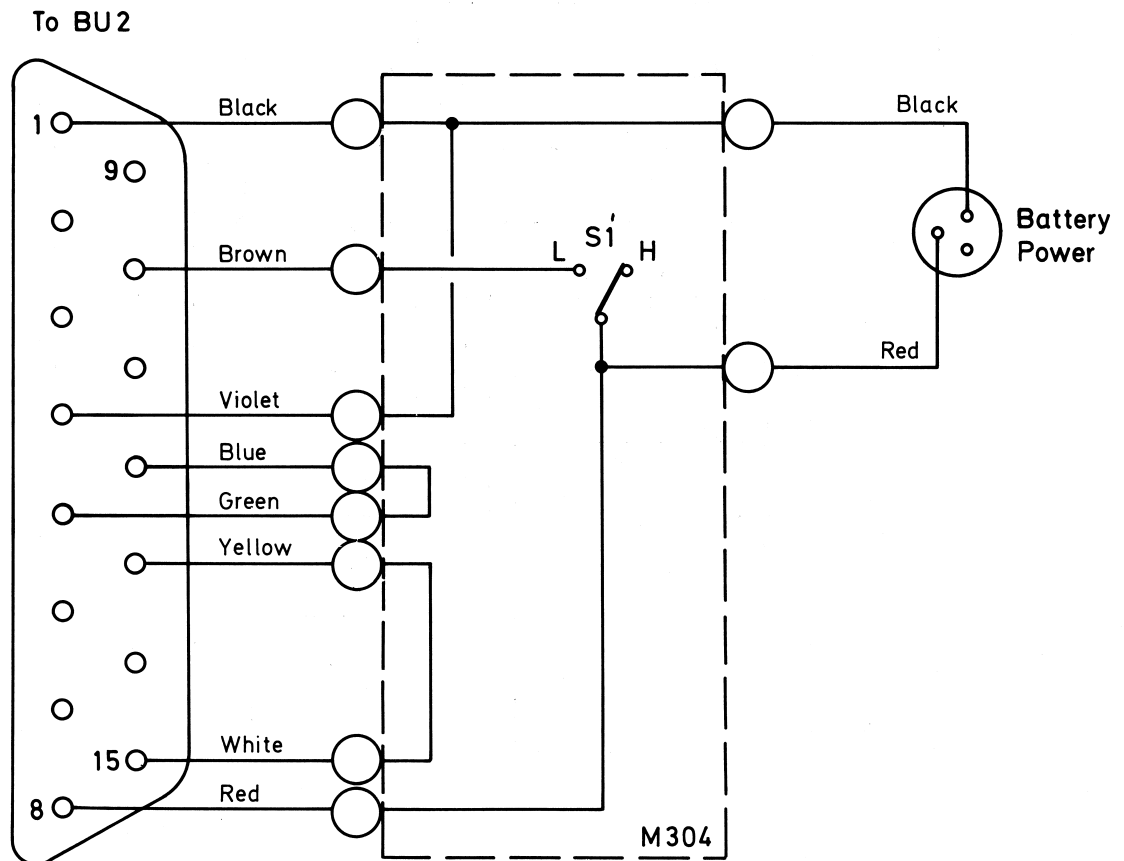 To BU2
1
Black
Black
9
Brown
L
S1
H
Battery
Power
Red
Violet
Blue
Green
Yellow
15
White
8
Red
M304